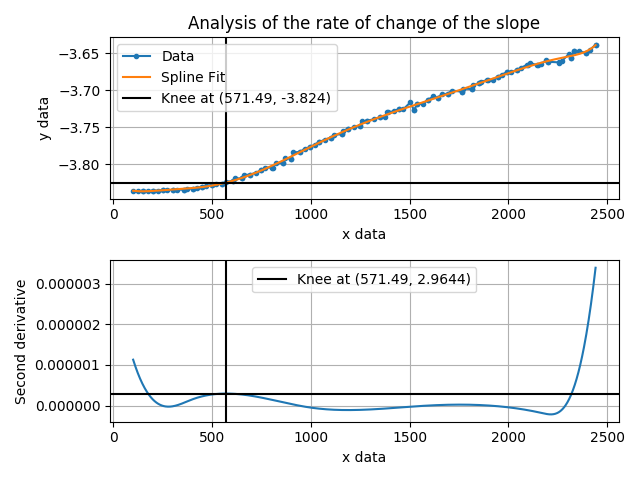 Analysis of the rate of change of the slope
Data
Spline Fit
Knee at (571.49, -3.824)
y data
−3.65
−3.70
−3.75
−3.80
0
500
1000
1500
2000
2500
x data
Knee at (571.49, 2.9644)
Second derivative
0.000003
0.000002
0.000001
0.000000
0
500
1000
1500
2000
2500
x data